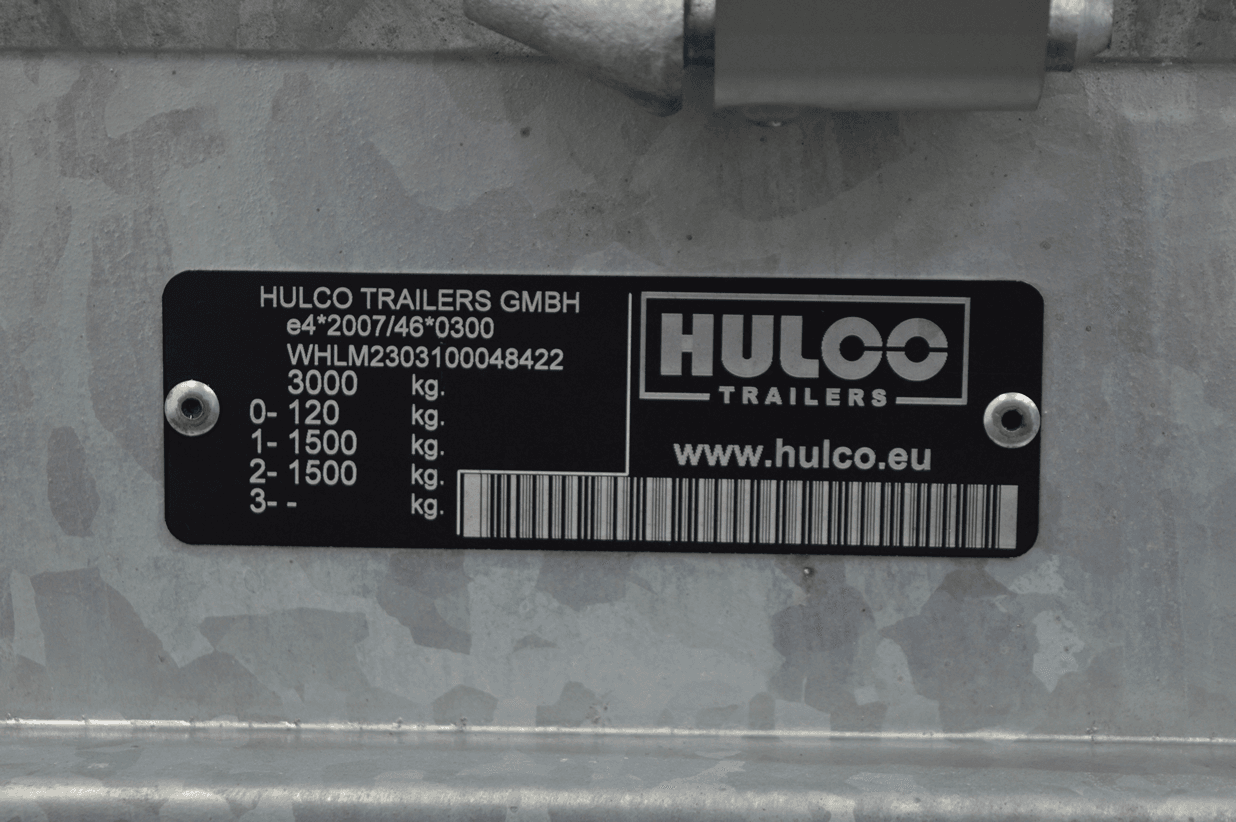 HULCO TRAILERS GMBH
e4*2007/46*0300
WHLM2303100048422
3000 kg.
0- 120 kg.
1- 1500 kg.
2- 1500 kg.
3- - kg.
HULCO
TRAILERS
www.hulco.eu